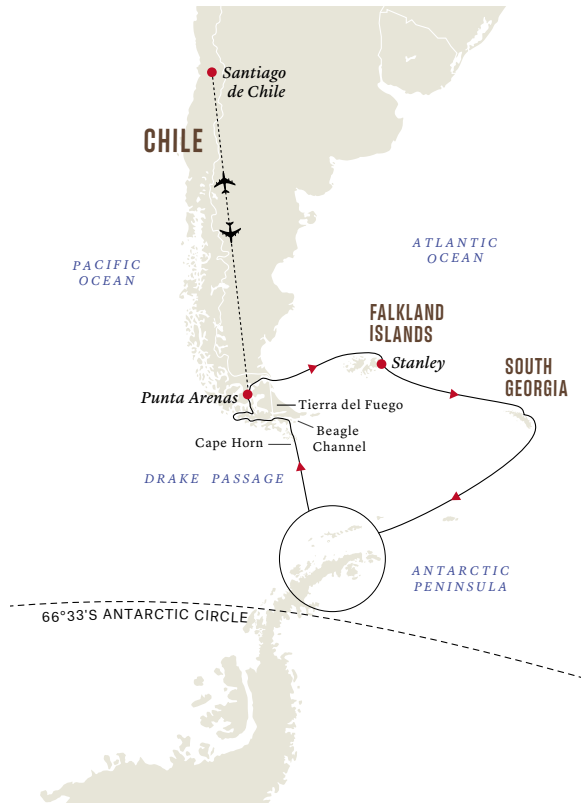 Santiago
de Chile
CHILE
PACIFIC
OCEAN
ATLANTIC
OCEAN
FALKLAND
ISLANDS
Stanley
SOUTH
GEORGIA
Punta Arenas
Tierra del Fuego
Beagle
Channel
Cape Horn
DRAKE PASSAGE
ANTARCTIC
PENINSULA
66°33'S ANTARCTIC CIRCLE